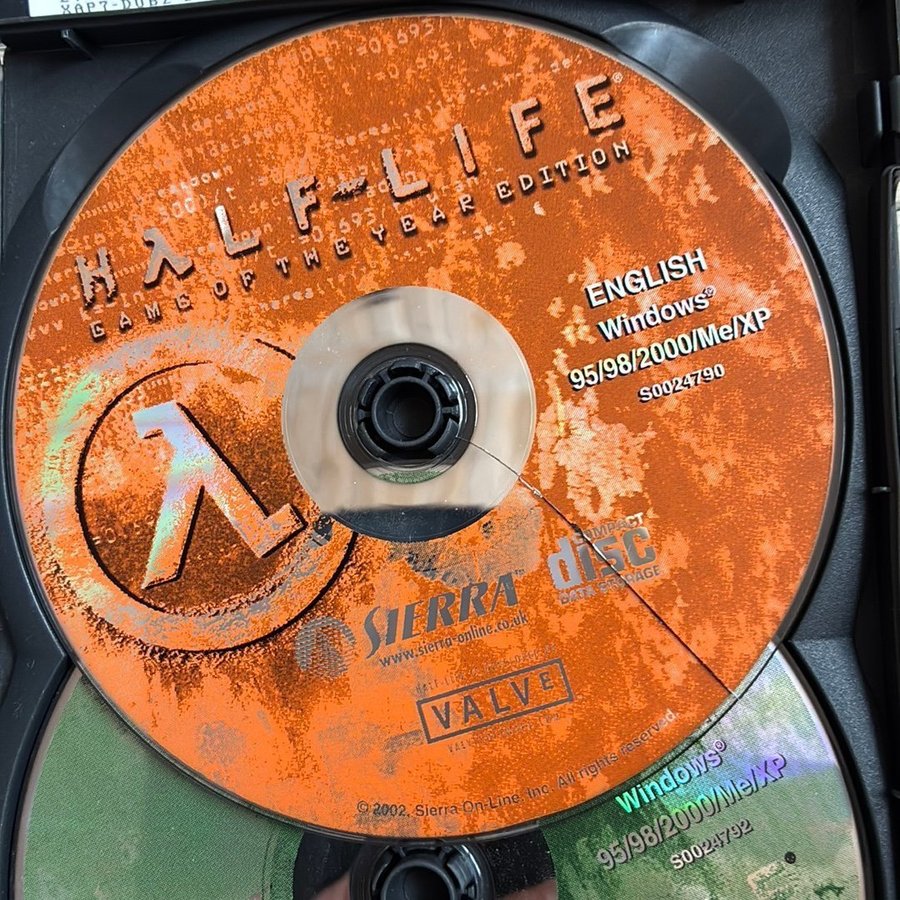 HλLF-LIFE®
GAME OF THE YEAR EDITION
ENGLISH
Windows®
95/98/2000/Me/XP
S0024790
COMPACT
disc
DATA STORAGE
SIERRA
www.sierra-online.co.uk
VALVE
© 2002, Sierra On-Line, Inc. All rights reserved.
Windows®
95/98/2000/Me/XP
S0024792